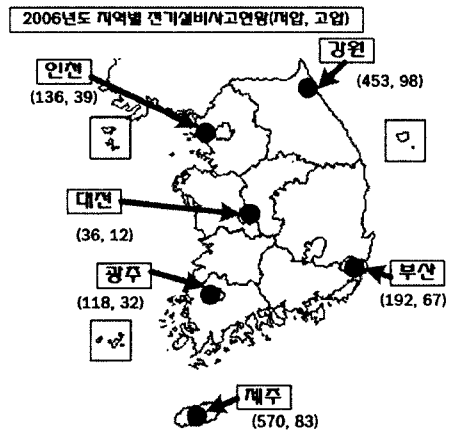 2006년도 지역별 전기설비사고현황(저압, 고압)
강원
(453, 98)
인천
(136, 39)
대전
(36, 12)
광주
(118, 32)
부산
(192, 67)
제주
(570, 83)